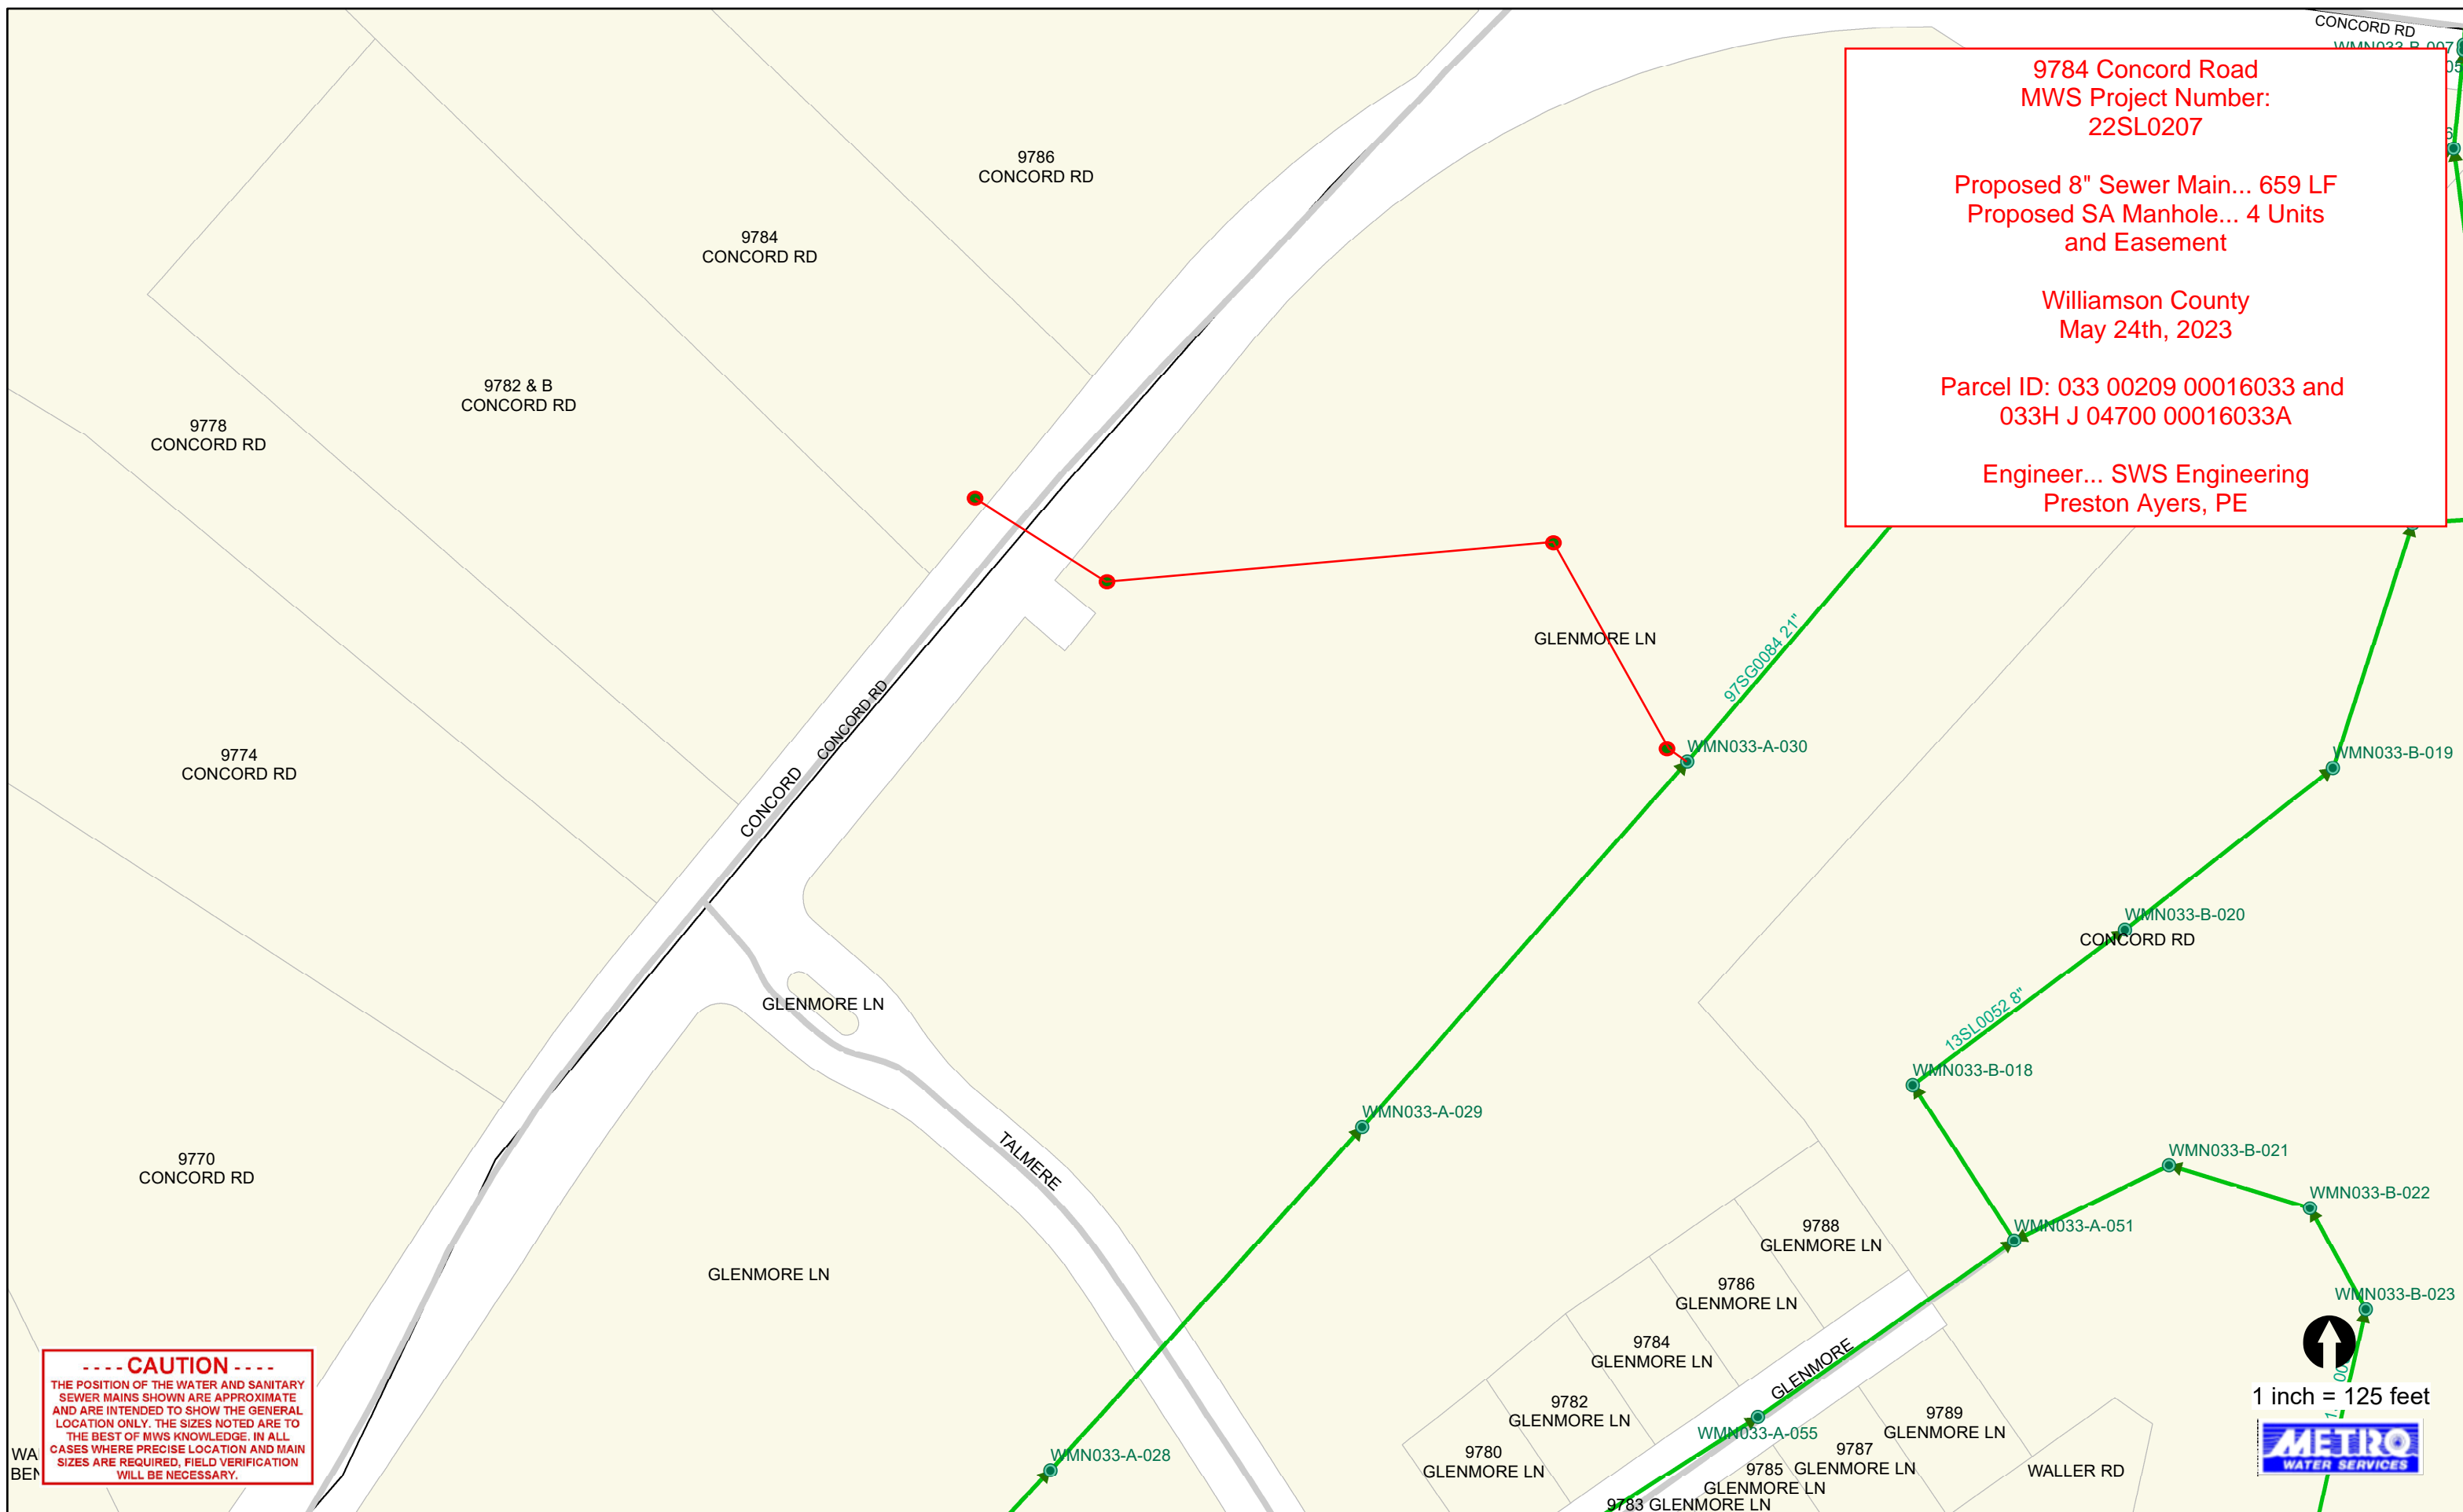 CONCORD RD
WMN033-B-007
9784 Concord Road
MWS Project Number:
22SL0207
Proposed 8" Sewer Main... 659 LF
Proposed SA Manhole... 4 Units
and Easement
Williamson County
May 24th, 2023
Parcel ID: 033 00209 00016033 and
033H J 04700 00016033A
Engineer... SWS Engineering
Preston Ayers, PE
9786
CONCORD RD
9784
CONCORD RD
9782 & B
CONCORD RD
9778
CONCORD RD
9774
CONCORD RD
9770
CONCORD RD
CONCORD RD
CONCORD
GLENMORE LN
97SG0084 21"
WMN033-A-030
WMN033-B-019
WMN033-B-020
CONCORD RD
13SL0052 8"
WMN033-B-018
GLENMORE LN
TALMERE
WMN033-A-029
WMN033-B-021
WMN033-B-022
WMN033-A-051
WMN033-B-023
GLENMORE LN
9788
GLENMORE LN
9786
GLENMORE LN
9784
GLENMORE LN
9782
GLENMORE LN
9780
GLENMORE LN
GLENMORE
WMN033-A-055
9789
GLENMORE LN
9787
GLENMORE LN
9785
GLENMORE LN
9783 GLENMORE LN
WALLER RD
WMN033-A-028
- - - - CAUTION - - - -
THE POSITION OF THE WATER AND SANITARY
SEWER MAINS SHOWN ARE APPROXIMATE
AND ARE INTENDED TO SHOW THE GENERAL
LOCATION ONLY. THE SIZES NOTED ARE TO
THE BEST OF MWS KNOWLEDGE. IN ALL
CASES WHERE PRECISE LOCATION AND MAIN
SIZES ARE REQUIRED, FIELD VERIFICATION
WILL BE NECESSARY.
1 inch = 125 feet
METRO
WATER SERVICES